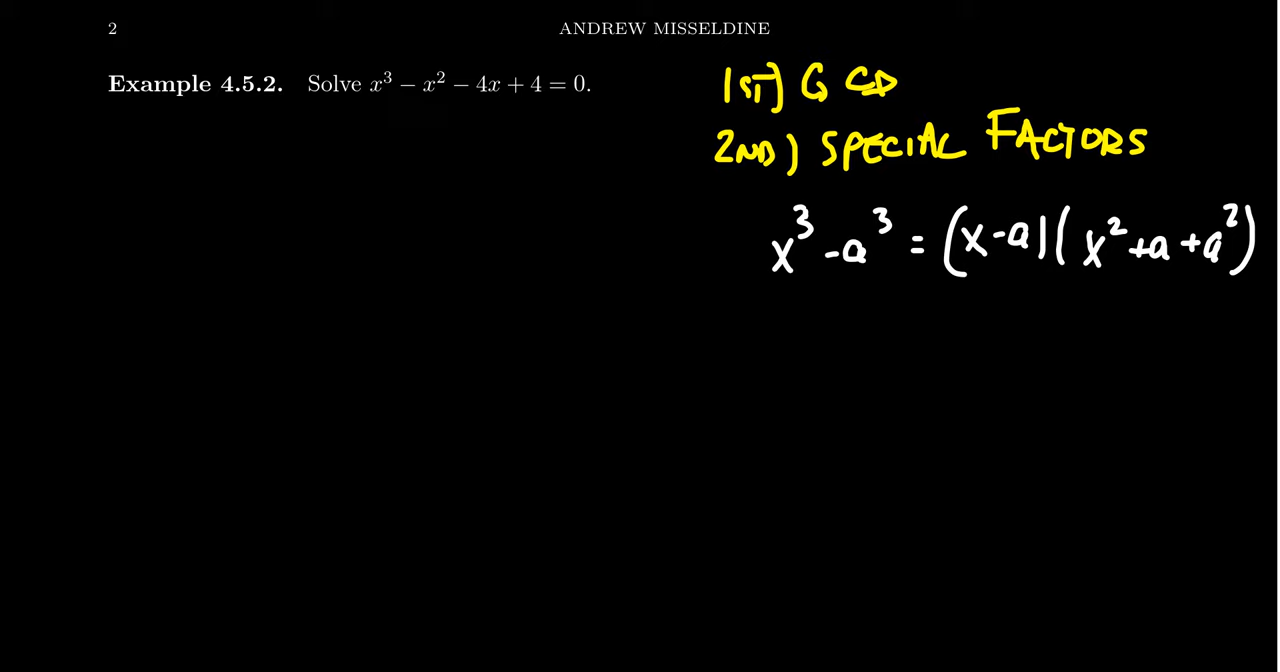 2 ANDREW MISSELDINE
Example 4.5.2. Solve x³ − x² − 4x + 4 = 0.
1ST) GCD
2ND) SPECIAL FACTORS
x³ - a³ = (x - a)(x² + a + a²)